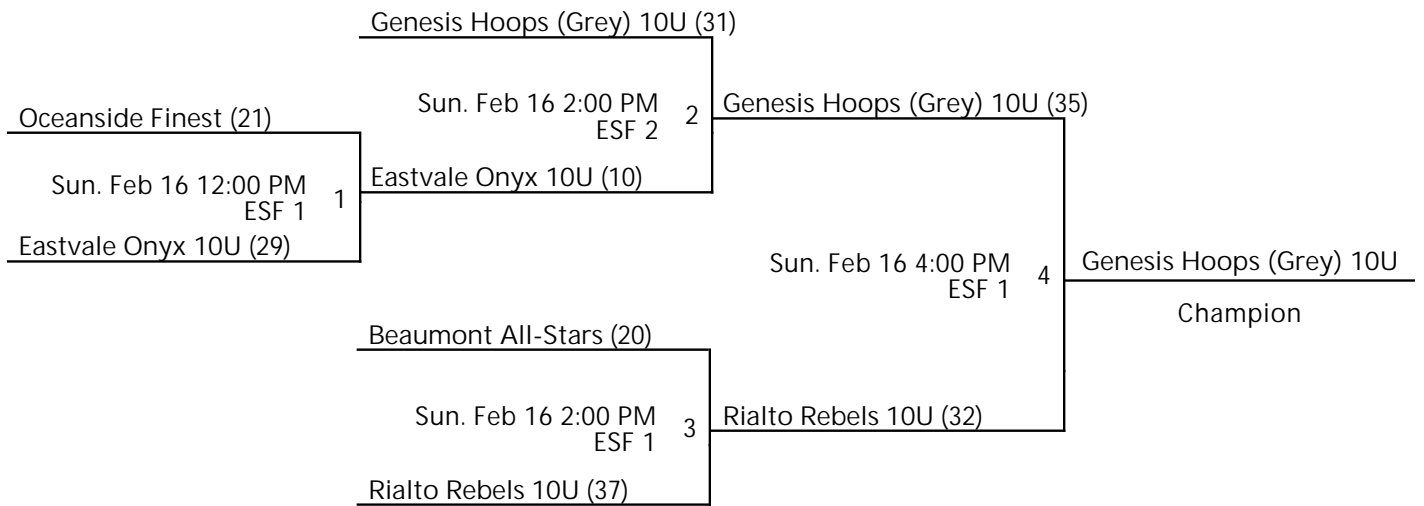 Genesis Hoops (Grey) 10U (31)
Sun. Feb 16 2:00 PM
ESF 2
2
Genesis Hoops (Grey) 10U (35)
Oceanside Finest (21)
Sun. Feb 16 12:00 PM
ESF 1
1
Eastvale Onyx 10U (10)
Eastvale Onyx 10U (29)
Sun. Feb 16 4:00 PM
ESF 1
4
Genesis Hoops (Grey) 10U
Champion
Beaumont All-Stars (20)
Sun. Feb 16 2:00 PM
ESF 1
3
Rialto Rebels 10U (32)
Rialto Rebels 10U (37)